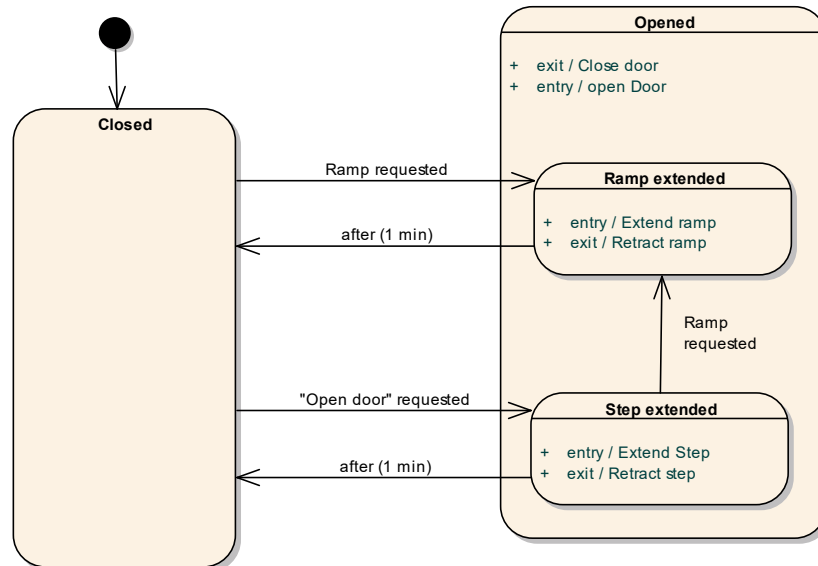 Opened
+ exit / Close door
+ entry / open Door
Closed
Ramp requested
Ramp extended
+ entry / Extend ramp
+ exit / Retract ramp
after (1 min)
Ramp
requested
"Open door" requested
Step extended
+ entry / Extend Step
+ exit / Retract step
after (1 min)